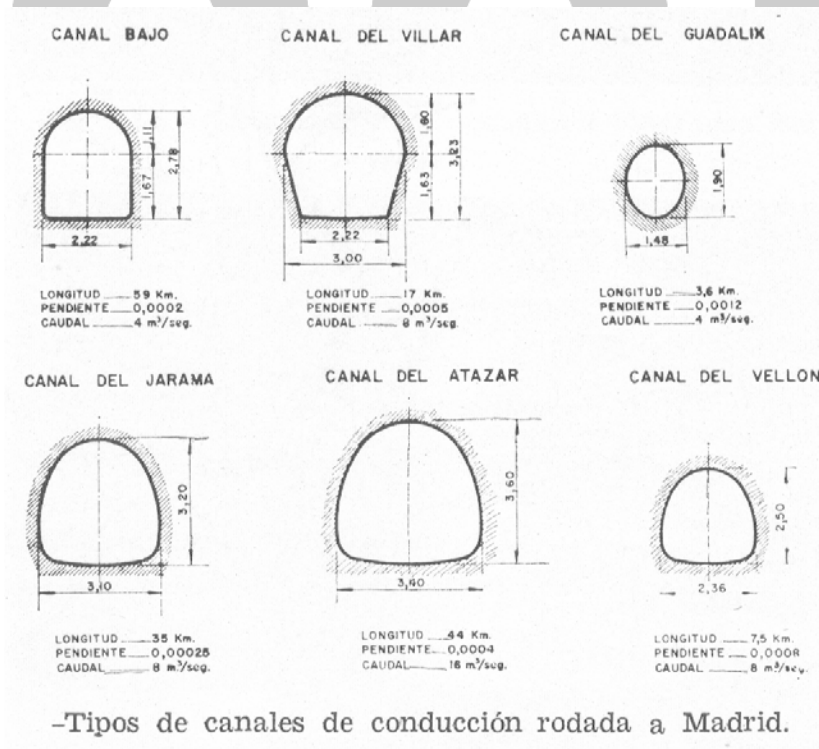 CANAL BAJO
1,11
1,67
2,78
2,22
LONGITUD 59 Km.
PENDIENTE 0,0002
CAUDAL 4 m³/seg.
CANAL DEL VILLAR
1,60
1,63
3,23
2,22
3,00
LONGITUD 17 Km.
PENDIENTE 0,0005
CAUDAL 8 m³/seg.
CANAL DEL GUADALIX
1,90
1,48
LONGITUD 3,6 Km.
PENDIENTE 0,0012
CAUDAL 4 m³/seg.
CANAL DEL JARAMA
3,20
3,10
LONGITUD 35 Km.
PENDIENTE 0,00025
CAUDAL 8 m³/seg.
CANAL DEL ATAZAR
3,60
3,40
LONGITUD 44 Km.
PENDIENTE 0,0004
CAUDAL 16 m³/seg.
CANAL DEL VELLON
2,50
2,36
LONGITUD 7,5 Km.
PENDIENTE 0,0008
CAUDAL 8 m³/seg.
-Tipos de canales de conducción rodada a Madrid.